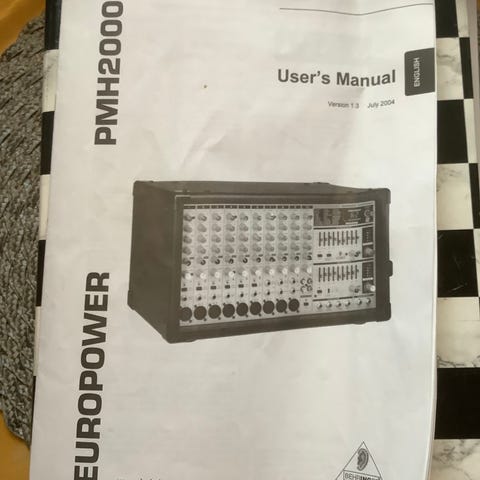 EUROPOWER PMH2000
User's Manual
ENGLISH
Version 1.3 July 2004